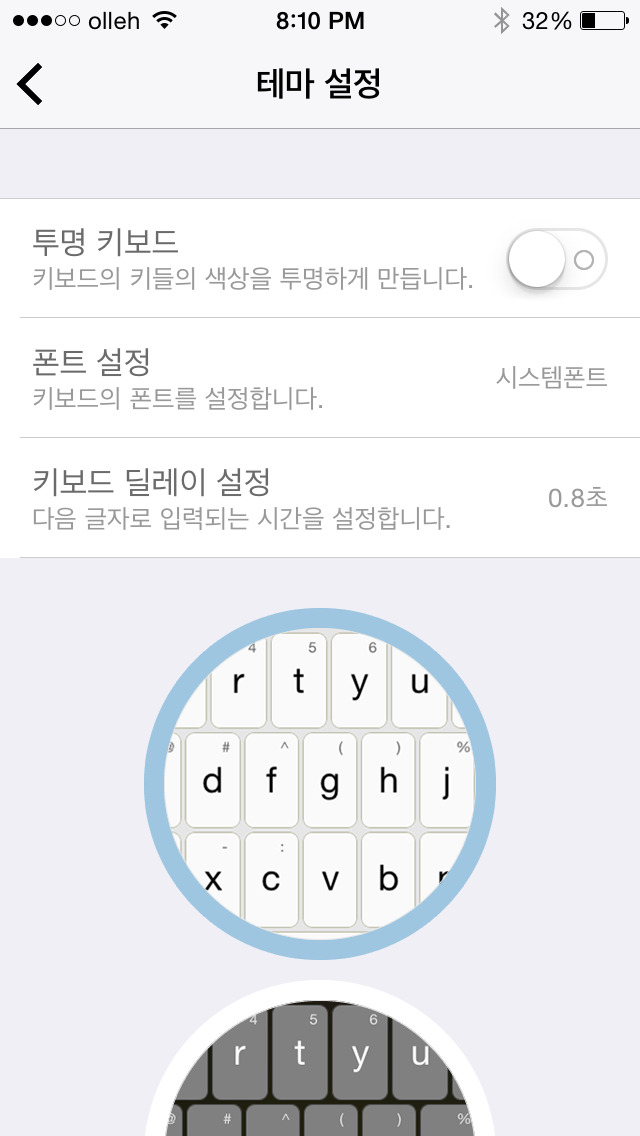 olleh 8:10 PM 32%
테마 설정
투명 키보드
키보드의 키들의 색상을 투명하게 만듭니다.
폰트 설정
시스템폰트
키보드의 폰트를 설정합니다.
키보드 딜레이 설정
0.8초
다음 글자로 입력되는 시간을 설정합니다.
4 5 6
r t y u
@ # ^ ( ) %
d f g h j
- :
x c v b
4 5 6
r t y u
@ # ^ ( ) %